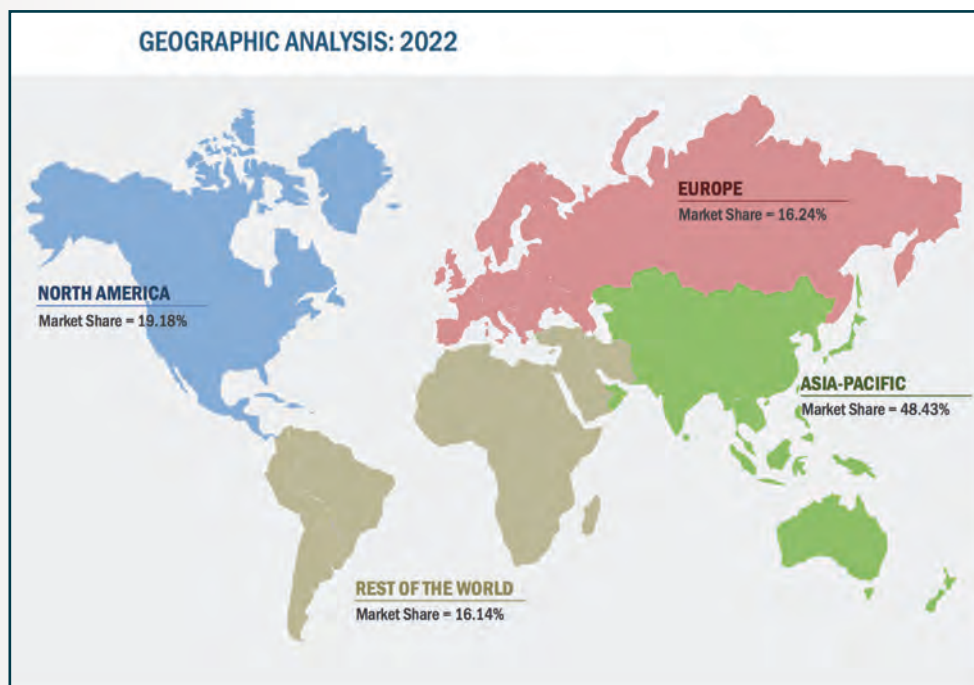 GEOGRAPHIC ANALYSIS: 2022
EUROPE
Market Share = 16.24%
NORTH AMERICA
Market Share = 19.18%
ASIA-PACIFIC
Market Share = 48.43%
REST OF THE WORLD
Market Share = 16.14%